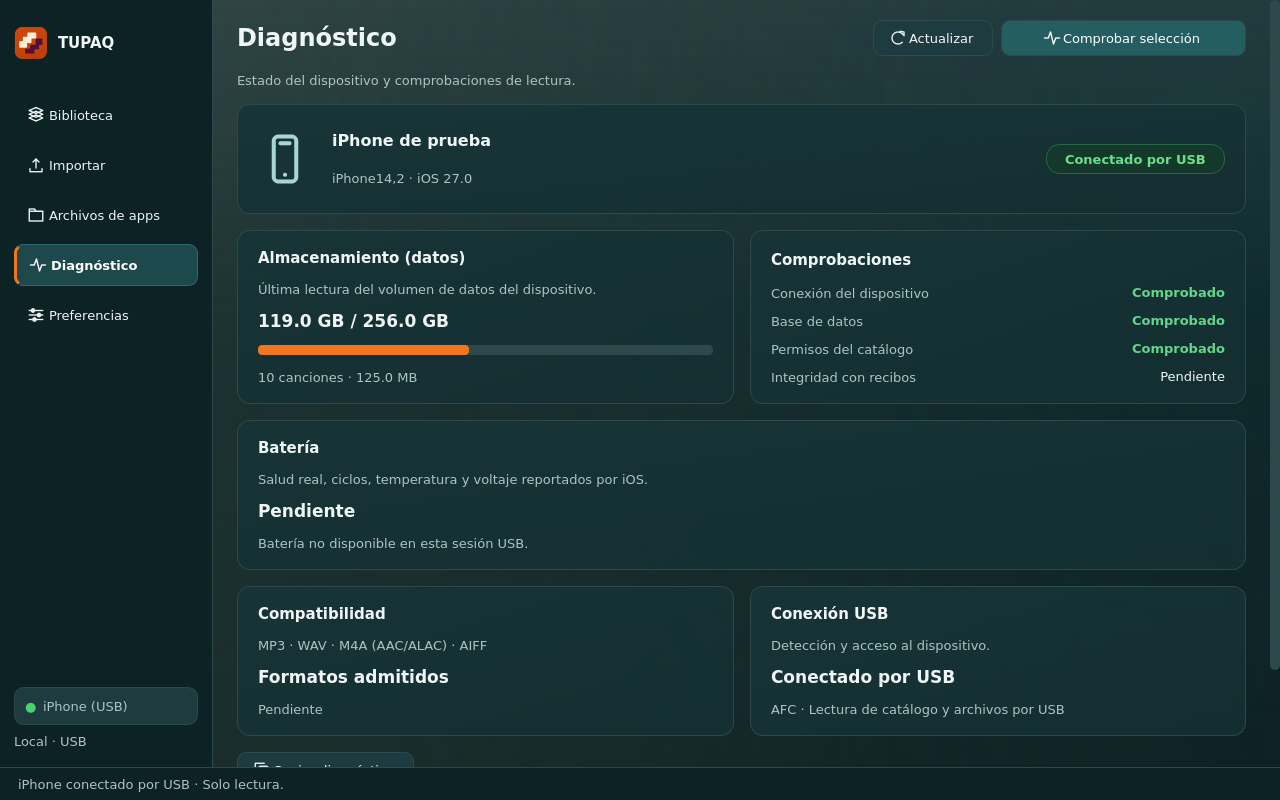 TUPAQ
Biblioteca
Importar
Archivos de apps
Diagnóstico
Preferencias
iPhone (USB)
Local · USB
Diagnóstico
Actualizar
Comprobar selección
Estado del dispositivo y comprobaciones de lectura.
iPhone de prueba
iPhone14,2 · iOS 27.0
Conectado por USB
Almacenamiento (datos)
Última lectura del volumen de datos del dispositivo.
119.0 GB / 256.0 GB
10 canciones · 125.0 MB
Comprobaciones
Conexión del dispositivo Comprobado
Base de datos Comprobado
Permisos del catálogo Comprobado
Integridad con recibos Pendiente
Batería
Salud real, ciclos, temperatura y voltaje reportados por iOS.
Pendiente
Batería no disponible en esta sesión USB.
Compatibilidad
MP3 · WAV · M4A (AAC/ALAC) · AIFF
Formatos admitidos
Pendiente
Conexión USB
Detección y acceso al dispositivo.
Conectado por USB
AFC · Lectura de catálogo y archivos por USB
iPhone conectado por USB · Solo lectura.